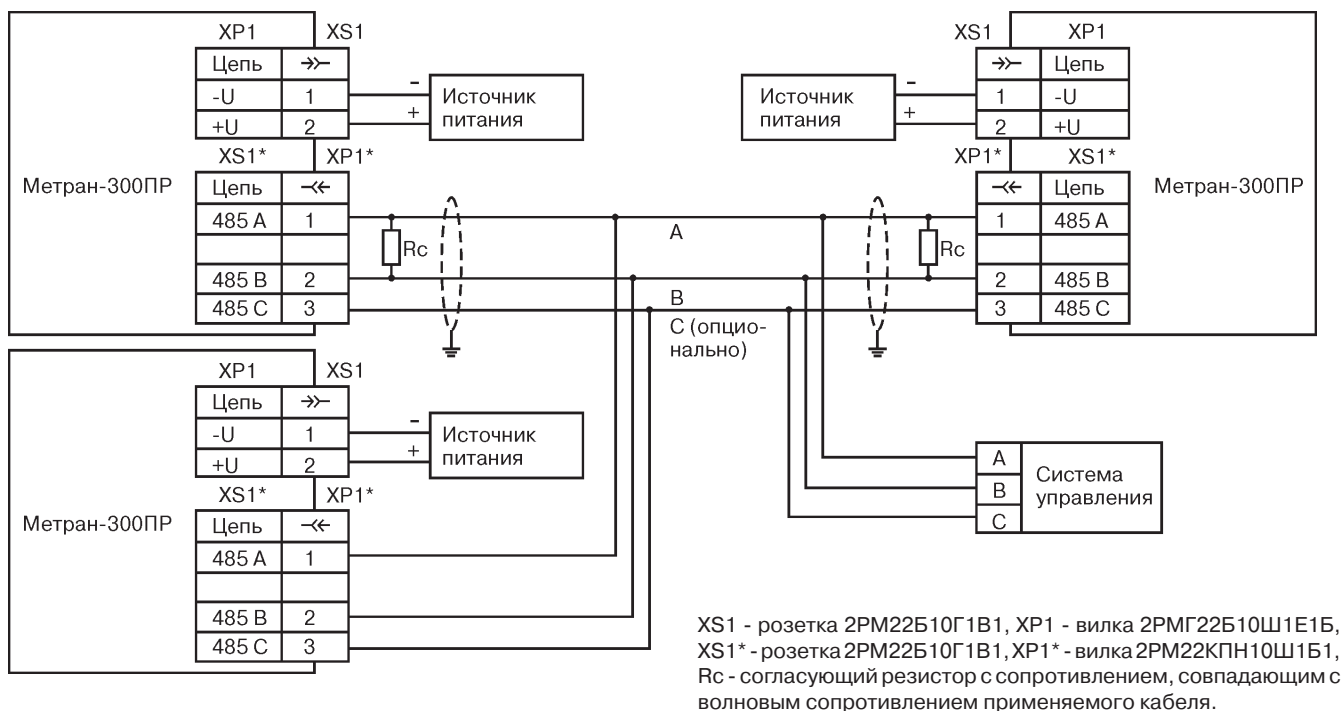 XP1 XS1
Цепь
-U 1
+U 2
- Источник
+ питания
XS1* XP1*
Метран-300ПР
Цепь
485 A 1
485 B 2
485 C 3
Rc
XS1 XP1
Цепь
1 -U
2 +U
Источник -
питания +
XP1* XS1*
Метран-300ПР
Цепь
1 485 A
2 485 B
3 485 C
Rc
A
B
C (опцио-
нально)
XP1 XS1
Цепь
-U 1
+U 2
- Источник
+ питания
XS1* XP1*
Метран-300ПР
Цепь
485 A 1
485 B 2
485 C 3
A
B
C
Система
управления
XS1 - розетка 2РМ22Б10Г1В1, XP1 - вилка 2РМГ22Б10Ш1Е1Б,
XS1* - розетка 2РМ22Б10Г1В1, XP1* - вилка 2РМ22КПН10Ш1Б1,
Rc - согласующий резистор с сопротивлением, совпадающим с
волновым сопротивлением применяемого кабеля.